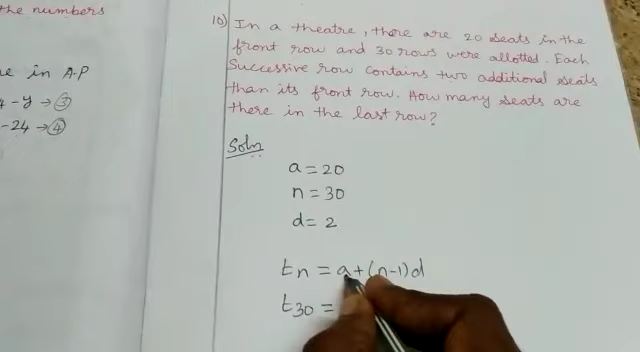 the numbers
re in A.P
4-y → ③
-24 → ④
10) In a theatre, there are 20 seats in the
front row and 30 rows were allotted. Each
Successive row contains two additional seats
than its front row. How many seats are
there in the last row?
Soln
a = 20
n = 30
d = 2
tn = a+(n-1)d
t30 =